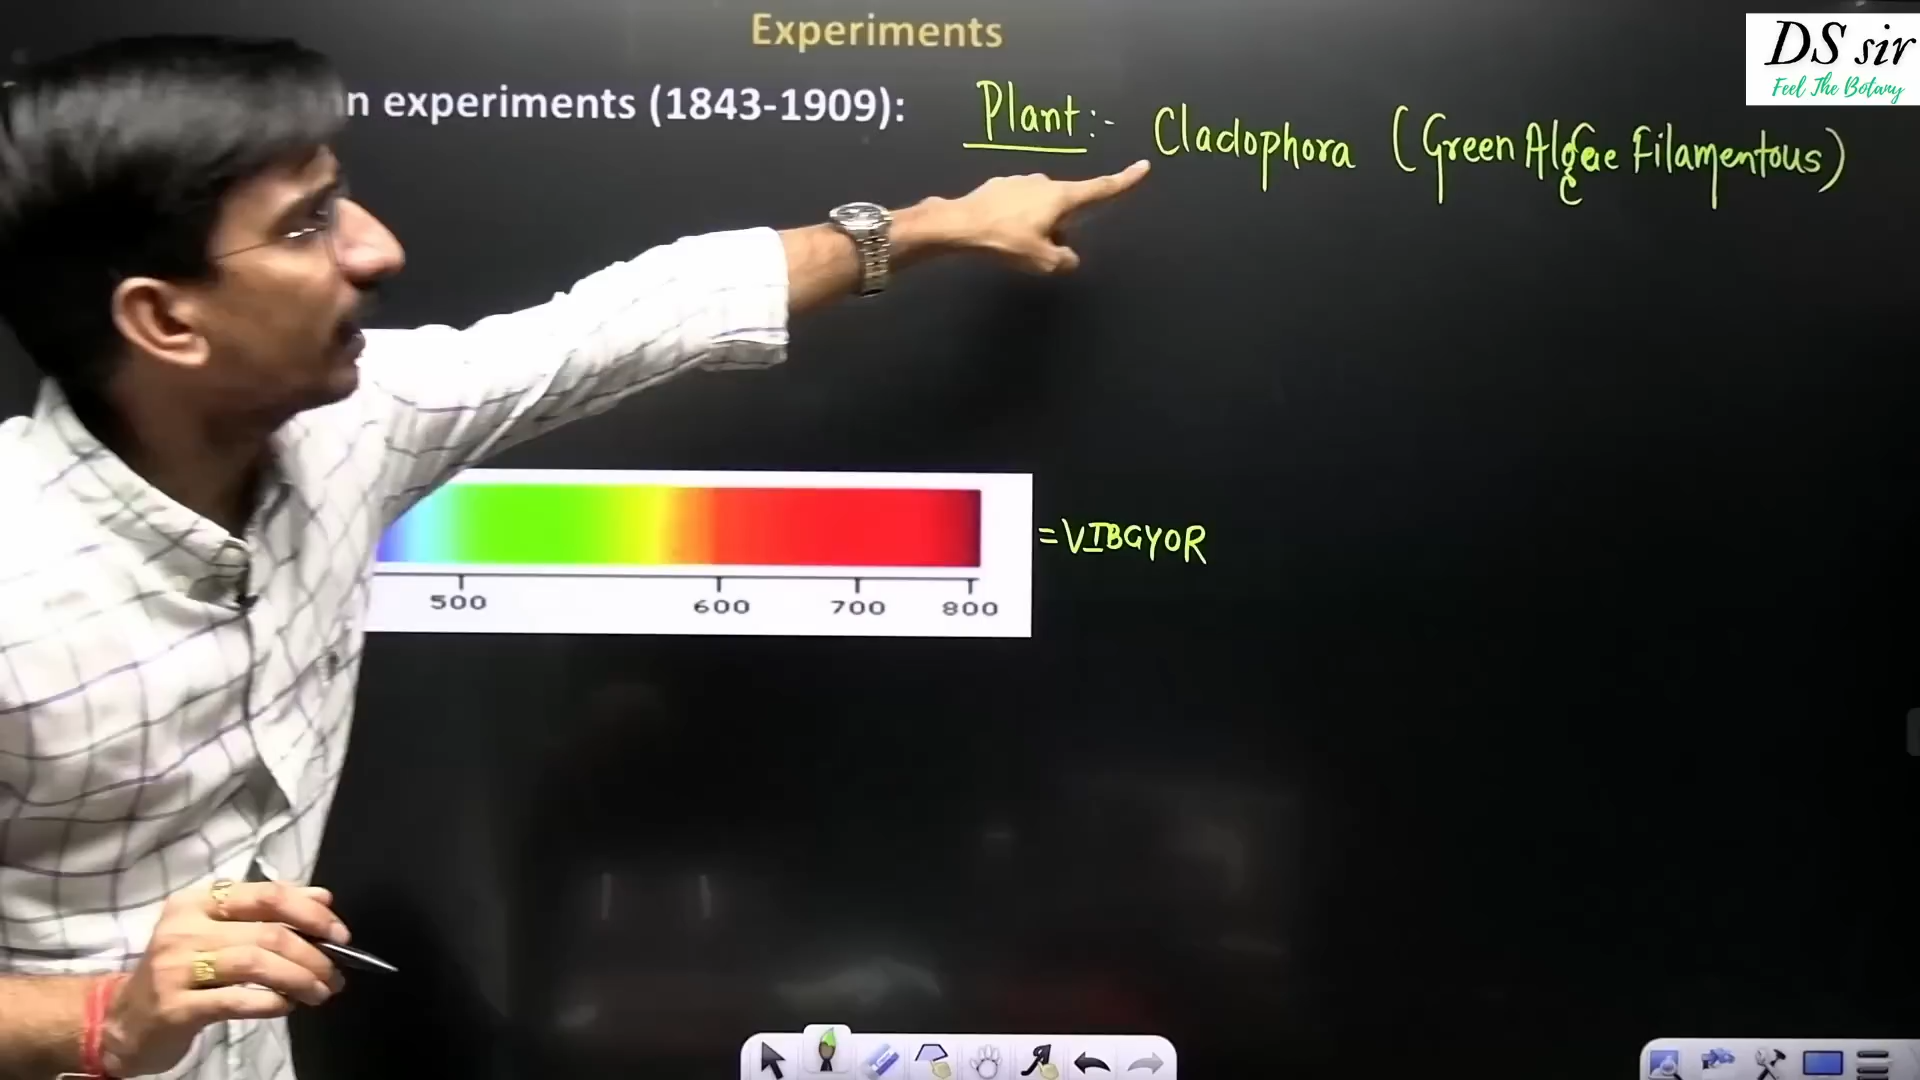 Experiments
n experiments (1843-1909):
Plant :- Cladophora (Green Algae Filamentous)
DS sir
Feel The Botany
= VIBGYOR
500 600 700 800